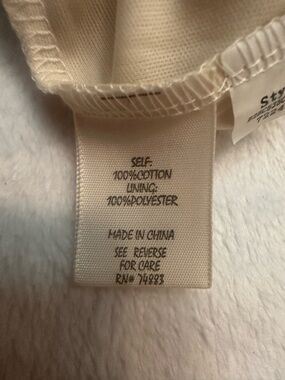 SELF:
100%COTTON
LINING:
100%POLYESTER
MADE IN CHINA
SEE REVERSE
FOR CARE
RN# 74883